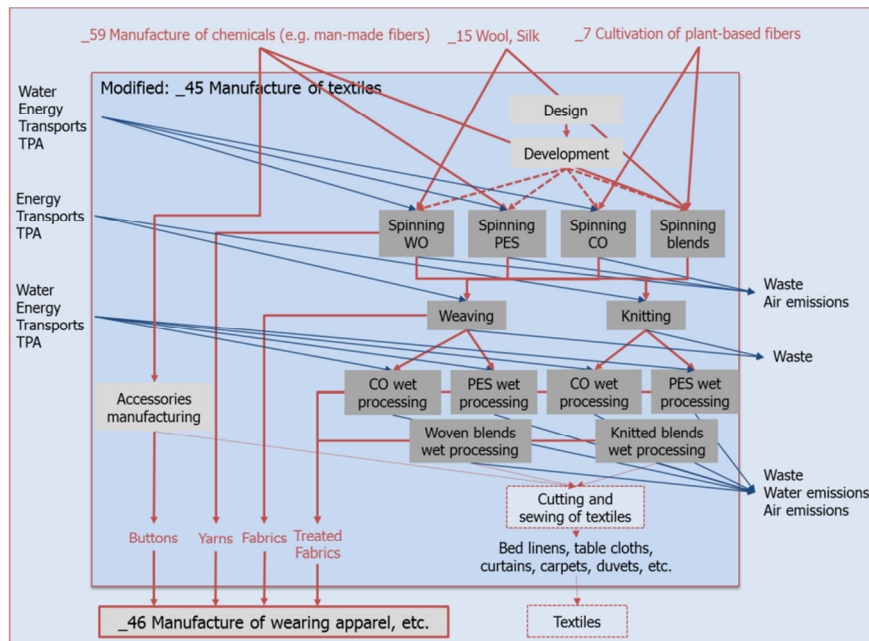 _59 Manufacture of chemicals (e.g. man-made fibers)
_15 Wool, Silk
_7 Cultivation of plant-based fibers
Modified: _45 Manufacture of textiles
Water
Energy
Transports
TPA
Design
Development
Energy
Transports
TPA
Spinning
WO
Spinning
PES
Spinning
CO
Spinning
blends
Water
Energy
Transports
TPA
Waste
Air emissions
Weaving
Knitting
Waste
Accessories
manufacturing
CO wet
processing
PES wet
processing
CO wet
processing
PES wet
processing
Woven blends
wet processing
Knitted blends
wet processing
Waste
Water emissions
Air emissions
Cutting and
sewing of textiles
Buttons
Yarns
Fabrics
Treated
Fabrics
Bed linens, table cloths,
curtains, carpets, duvets, etc.
_46 Manufacture of wearing apparel, etc.
Textiles